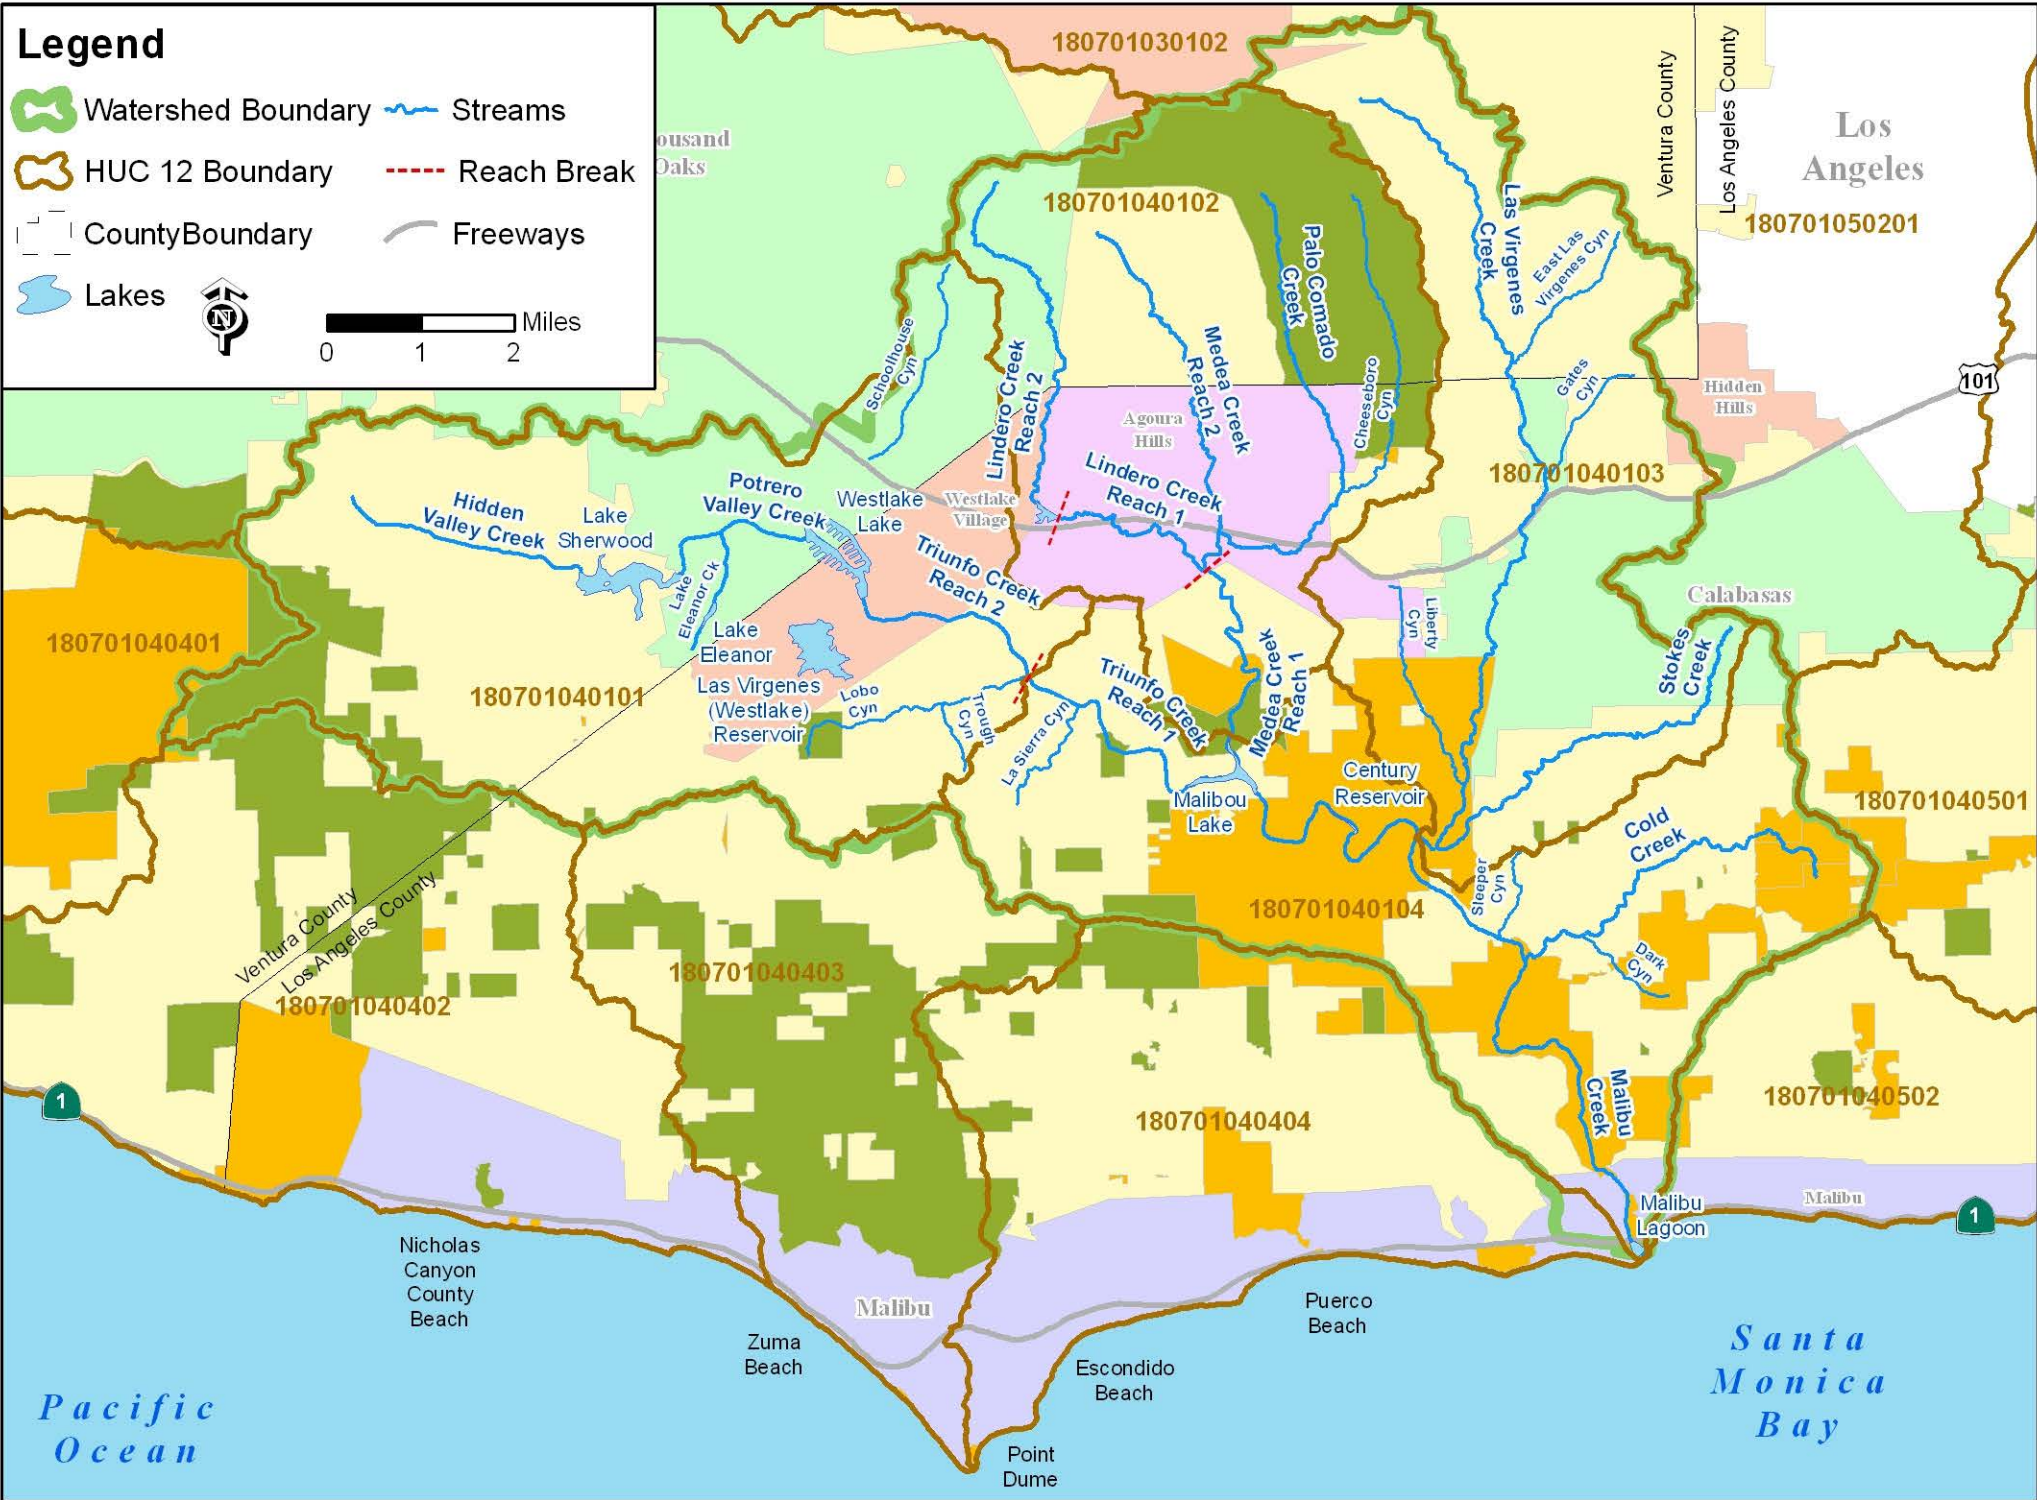 Legend
Watershed Boundary
Streams
HUC 12 Boundary
Reach Break
CountyBoundary
Freeways
Lakes
N
Miles
0 1 2
180701030102
Ventura County
Los Angeles County
Los
Angeles
180701050201
ousand
Oaks
180701040102
Las Virgenes
Creek
East Las
Virgenes Cyn
Palo Comado
Creek
Schoolhouse
Cyn
Lindero Creek
Reach 2
Medea Creek
Reach 2
Cheeseboro
Cyn
Gates
Cyn
Hidden
Hills
101
Agoura
Hills
180701040103
Lindero Creek
Reach 1
Hidden
Valley Creek
Lake
Sherwood
Potrero
Valley Creek
Westlake
Lake
Westlake
Village
Triunfo Creek
Reach 2
Lake
Eleanor Ck
Lake
Eleanor
Las Virgenes
(Westlake)
Reservoir
Liberty
Cyn
Calabasas
Stokes
Creek
180701040401
180701040101
Lobo
Cyn
Trough
Cyn
La Sierra Cyn
Triunfo Creek
Reach 1
Medea Creek
Reach 1
Malibou
Lake
Century
Reservoir
180701040501
Cold
Creek
Sleeper
Cyn
180701040104
Dark
Cyn
Ventura County
Los Angeles County
180701040402
180701040403
180701040404
Malibu
Creek
180701040502
1
Malibu
Lagoon
Malibu
1
Nicholas
Canyon
County
Beach
Malibu
Zuma
Beach
Escondido
Beach
Puerco
Beach
Point
Dume
Pacific
Ocean
Santa
Monica
Bay